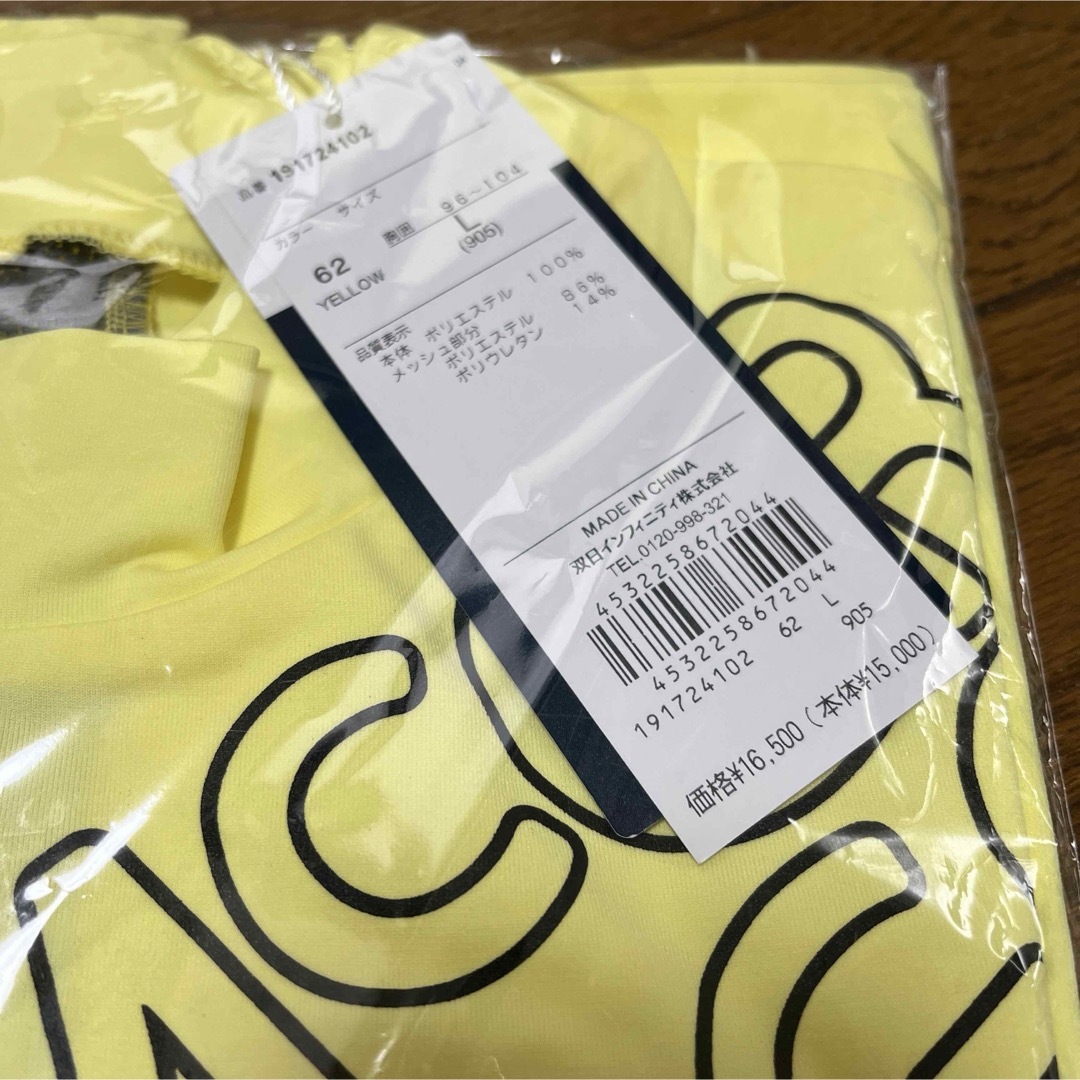 品番 191724102
カラー サイズ
62 胸囲 96～104
YELLOW L
(905)
品質表示
本体 ポリエステル 100%
メッシュ部分
ポリエステル 86%
ポリウレタン 14%
MADE IN CHINA
双日インフィニティ株式会社
TEL.0120-998-321
4532258672044
4532258672044
191724102 62 L 905
価格¥16,500(本体¥15,000)